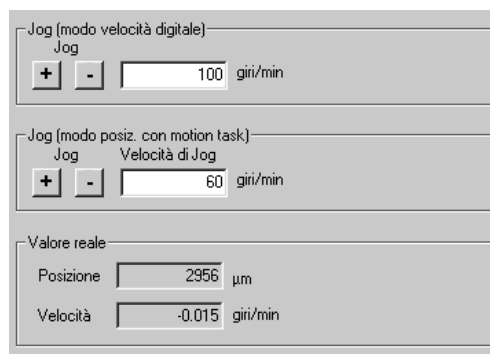 Jog (modo velocità digitale)
Jog
+ - 100 giri/min
Jog (modo posiz. con motion task)
Jog Velocità di Jog
+ - 60 giri/min
Valore reale
Posizione 2956 µm
Velocità -0.015 giri/min